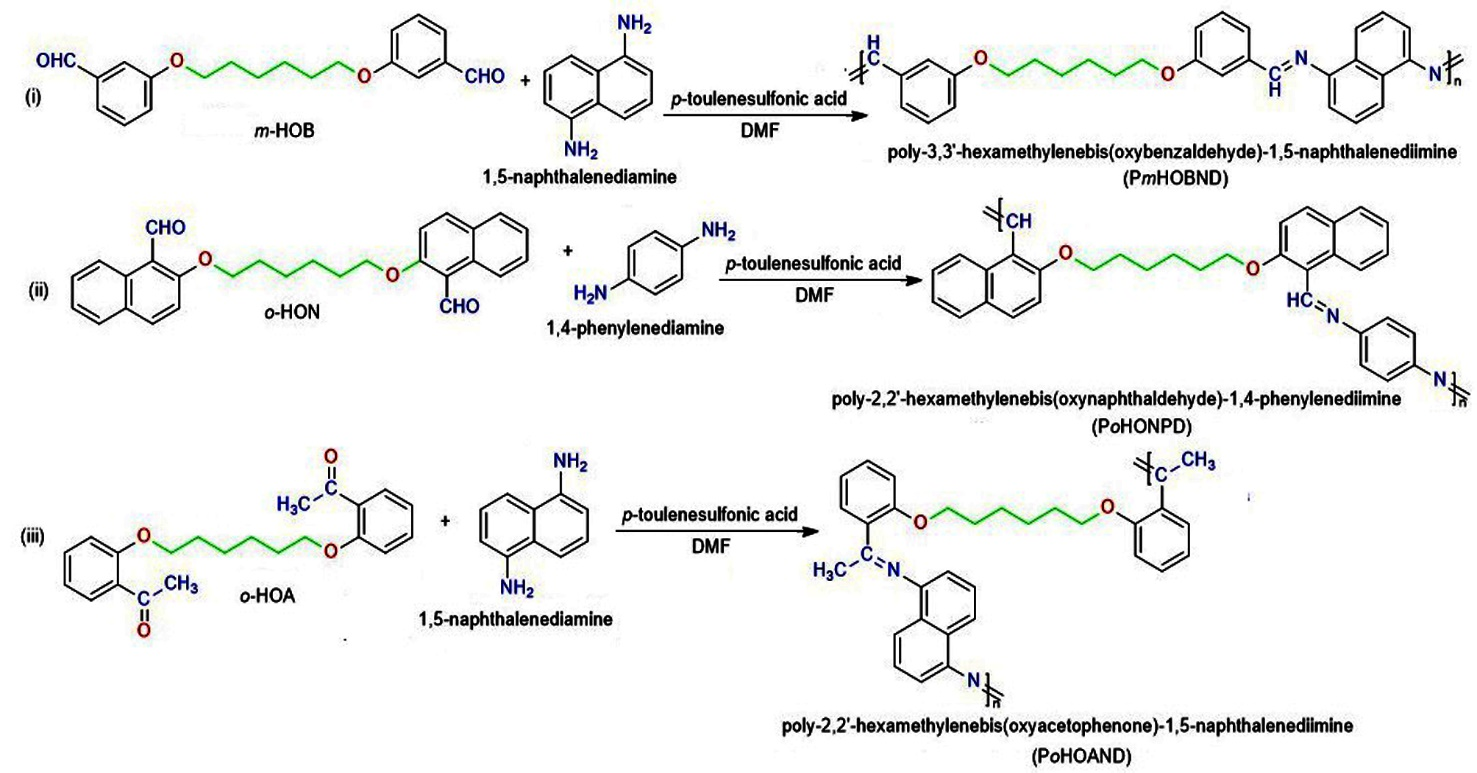 (i)
OHC
O
O
CHO
m-HOB
+
NH2
NH2
1,5-naphthalenediamine
p-toulenesulfonic acid
DMF
H
C
O
O
C
H
N
N
n
poly-3,3'-hexamethylenebis(oxybenzaldehyde)-1,5-naphthalenediimine
(PmHOBND)
(ii)
CHO
O
O
CHO
o-HON
+
NH2
H2N
1,4-phenylenediamine
p-toulenesulfonic acid
DMF
CH
O
O
HC
N
N
n
poly-2,2'-hexamethylenebis(oxynaphthaldehyde)-1,4-phenylenediimine
(PoHONPD)
(iii)
O
C
H3C
O
O
C
CH3
O
o-HOA
+
NH2
NH2
1,5-naphthalenediamine
p-toulenesulfonic acid
DMF
C
CH3
O
O
H3C
C
N
N
n
poly-2,2'-hexamethylenebis(oxyacetophenone)-1,5-naphthalenediimine
(PoHOAND)